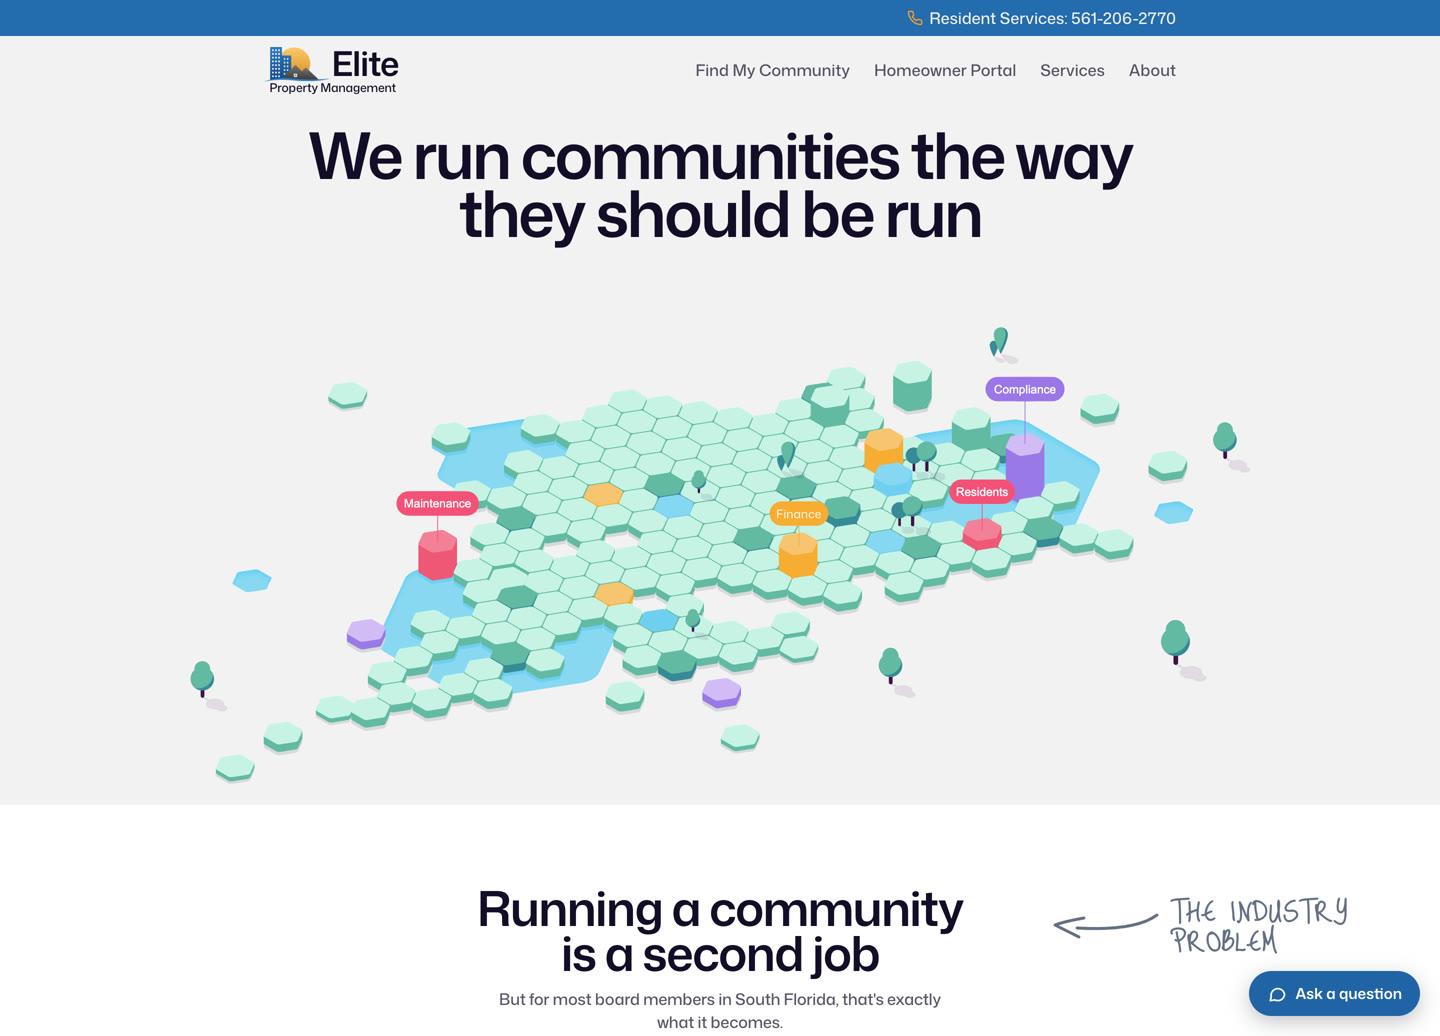 Resident Services: 561-206-2770
Elite
Property Management
Find My Community Homeowner Portal Services About
We run communities the way
they should be run
Compliance
Maintenance
Residents
Finance
Running a community
is a second job
THE INDUSTRY
PROBLEM
But for most board members in South Florida, that's exactly
what it becomes.
Ask a question